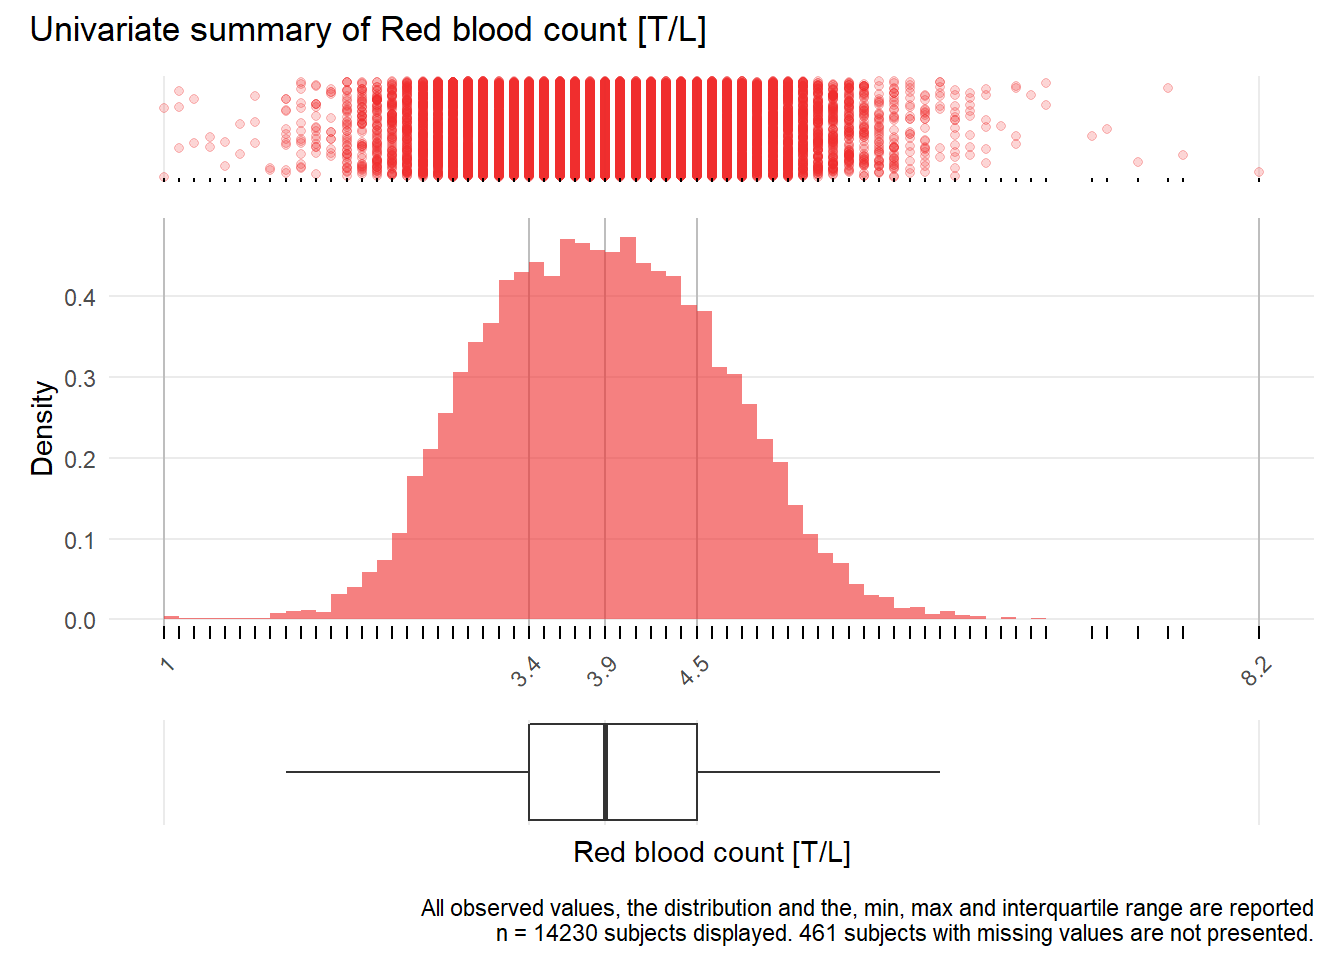 Univariate summary of Red blood count [T/L]
Density
0.4
0.3
0.2
0.1
0.0
1
3.4
3.9
4.5
8.2
Red blood count [T/L]
All observed values, the distribution and the, min, max and interquartile range are reported
n = 14230 subjects displayed. 461 subjects with missing values are not presented.